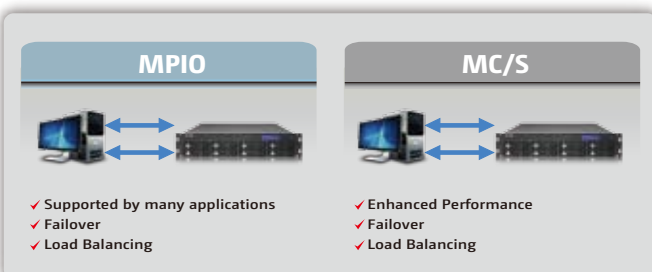 MPIO
Supported by many applications
Failover
Load Balancing
MC/S
Enhanced Performance
Failover
Load Balancing